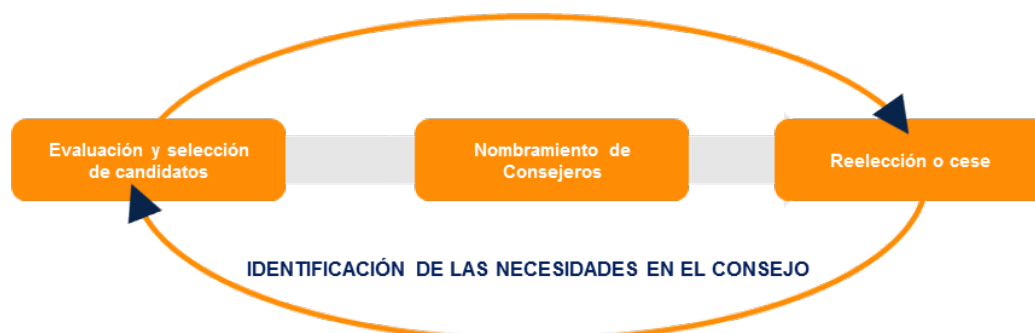 Evaluación y selección
de candidatos
Nombramiento de
Consejeros
Reelección o cese
IDENTIFICACIÓN DE LAS NECESIDADES EN EL CONSEJO